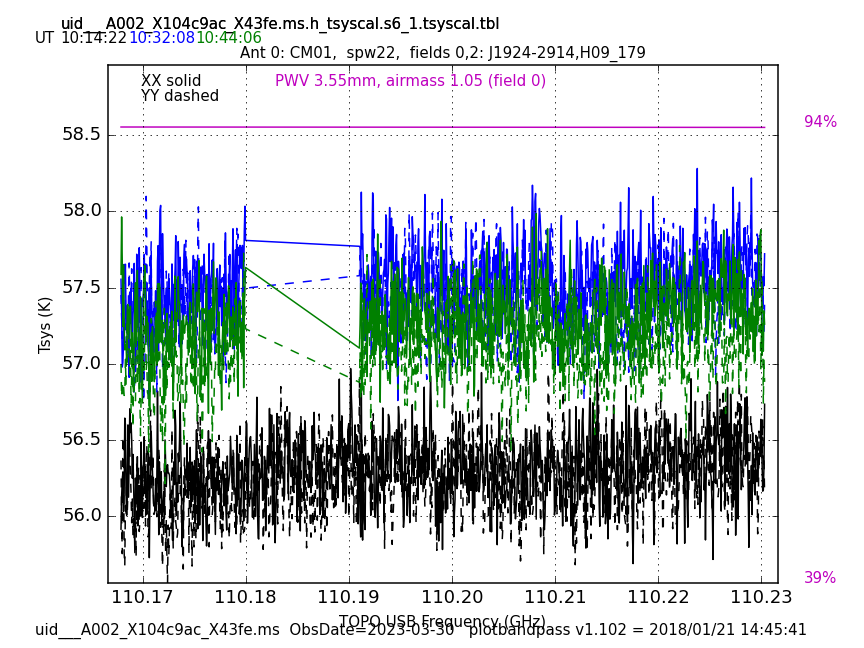 uid___A002_X104c9ac_X43fe.ms.h_tsyscal.s6_1.tsyscal.tbl
UT 10:14:22 10:32:08 10:44:06
Ant 0: CM01,  spw22,  fields 0,2: J1924-2914,H09_179
XX solid
PWV 3.55mm, airmass 1.05 (field 0)
YY dashed
94%
58.5
58.0
57.5
57.0
56.5
56.0
Tsys (K)
39%
110.17 110.18 110.19 110.20 110.21 110.22 110.23
TOPO USB Frequency (GHz)
uid___A002_X104c9ac_X43fe.ms  ObsDate=2023-03-30   plotbandpass v1.102 = 2018/01/21 14:45:41